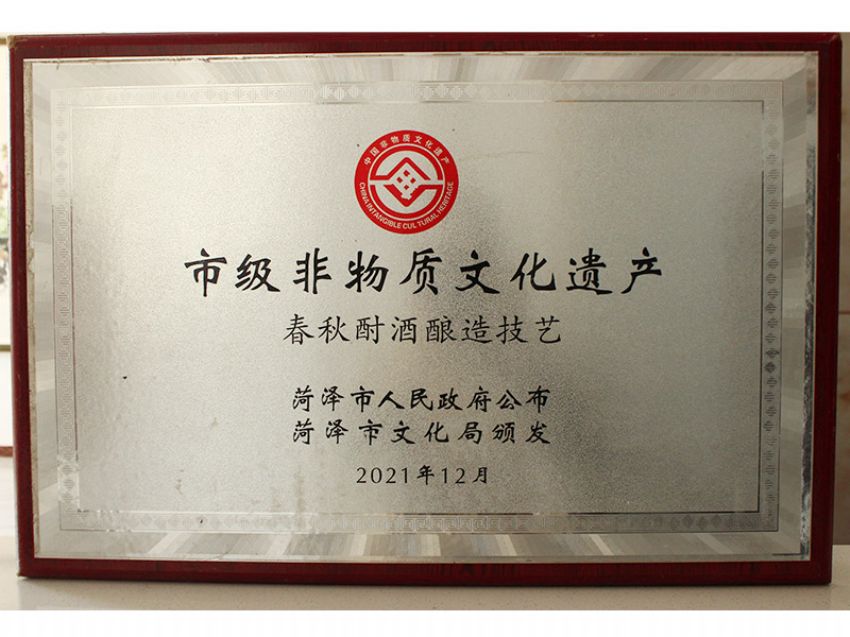 中国非物质文化遗产
CHINA INTANGIBLE CULTURAL HERITAGE
市级非物质文化遗产
春秋酎酒酿造技艺
菏泽市人民政府公布
菏泽市文化局颁发
2021年12月